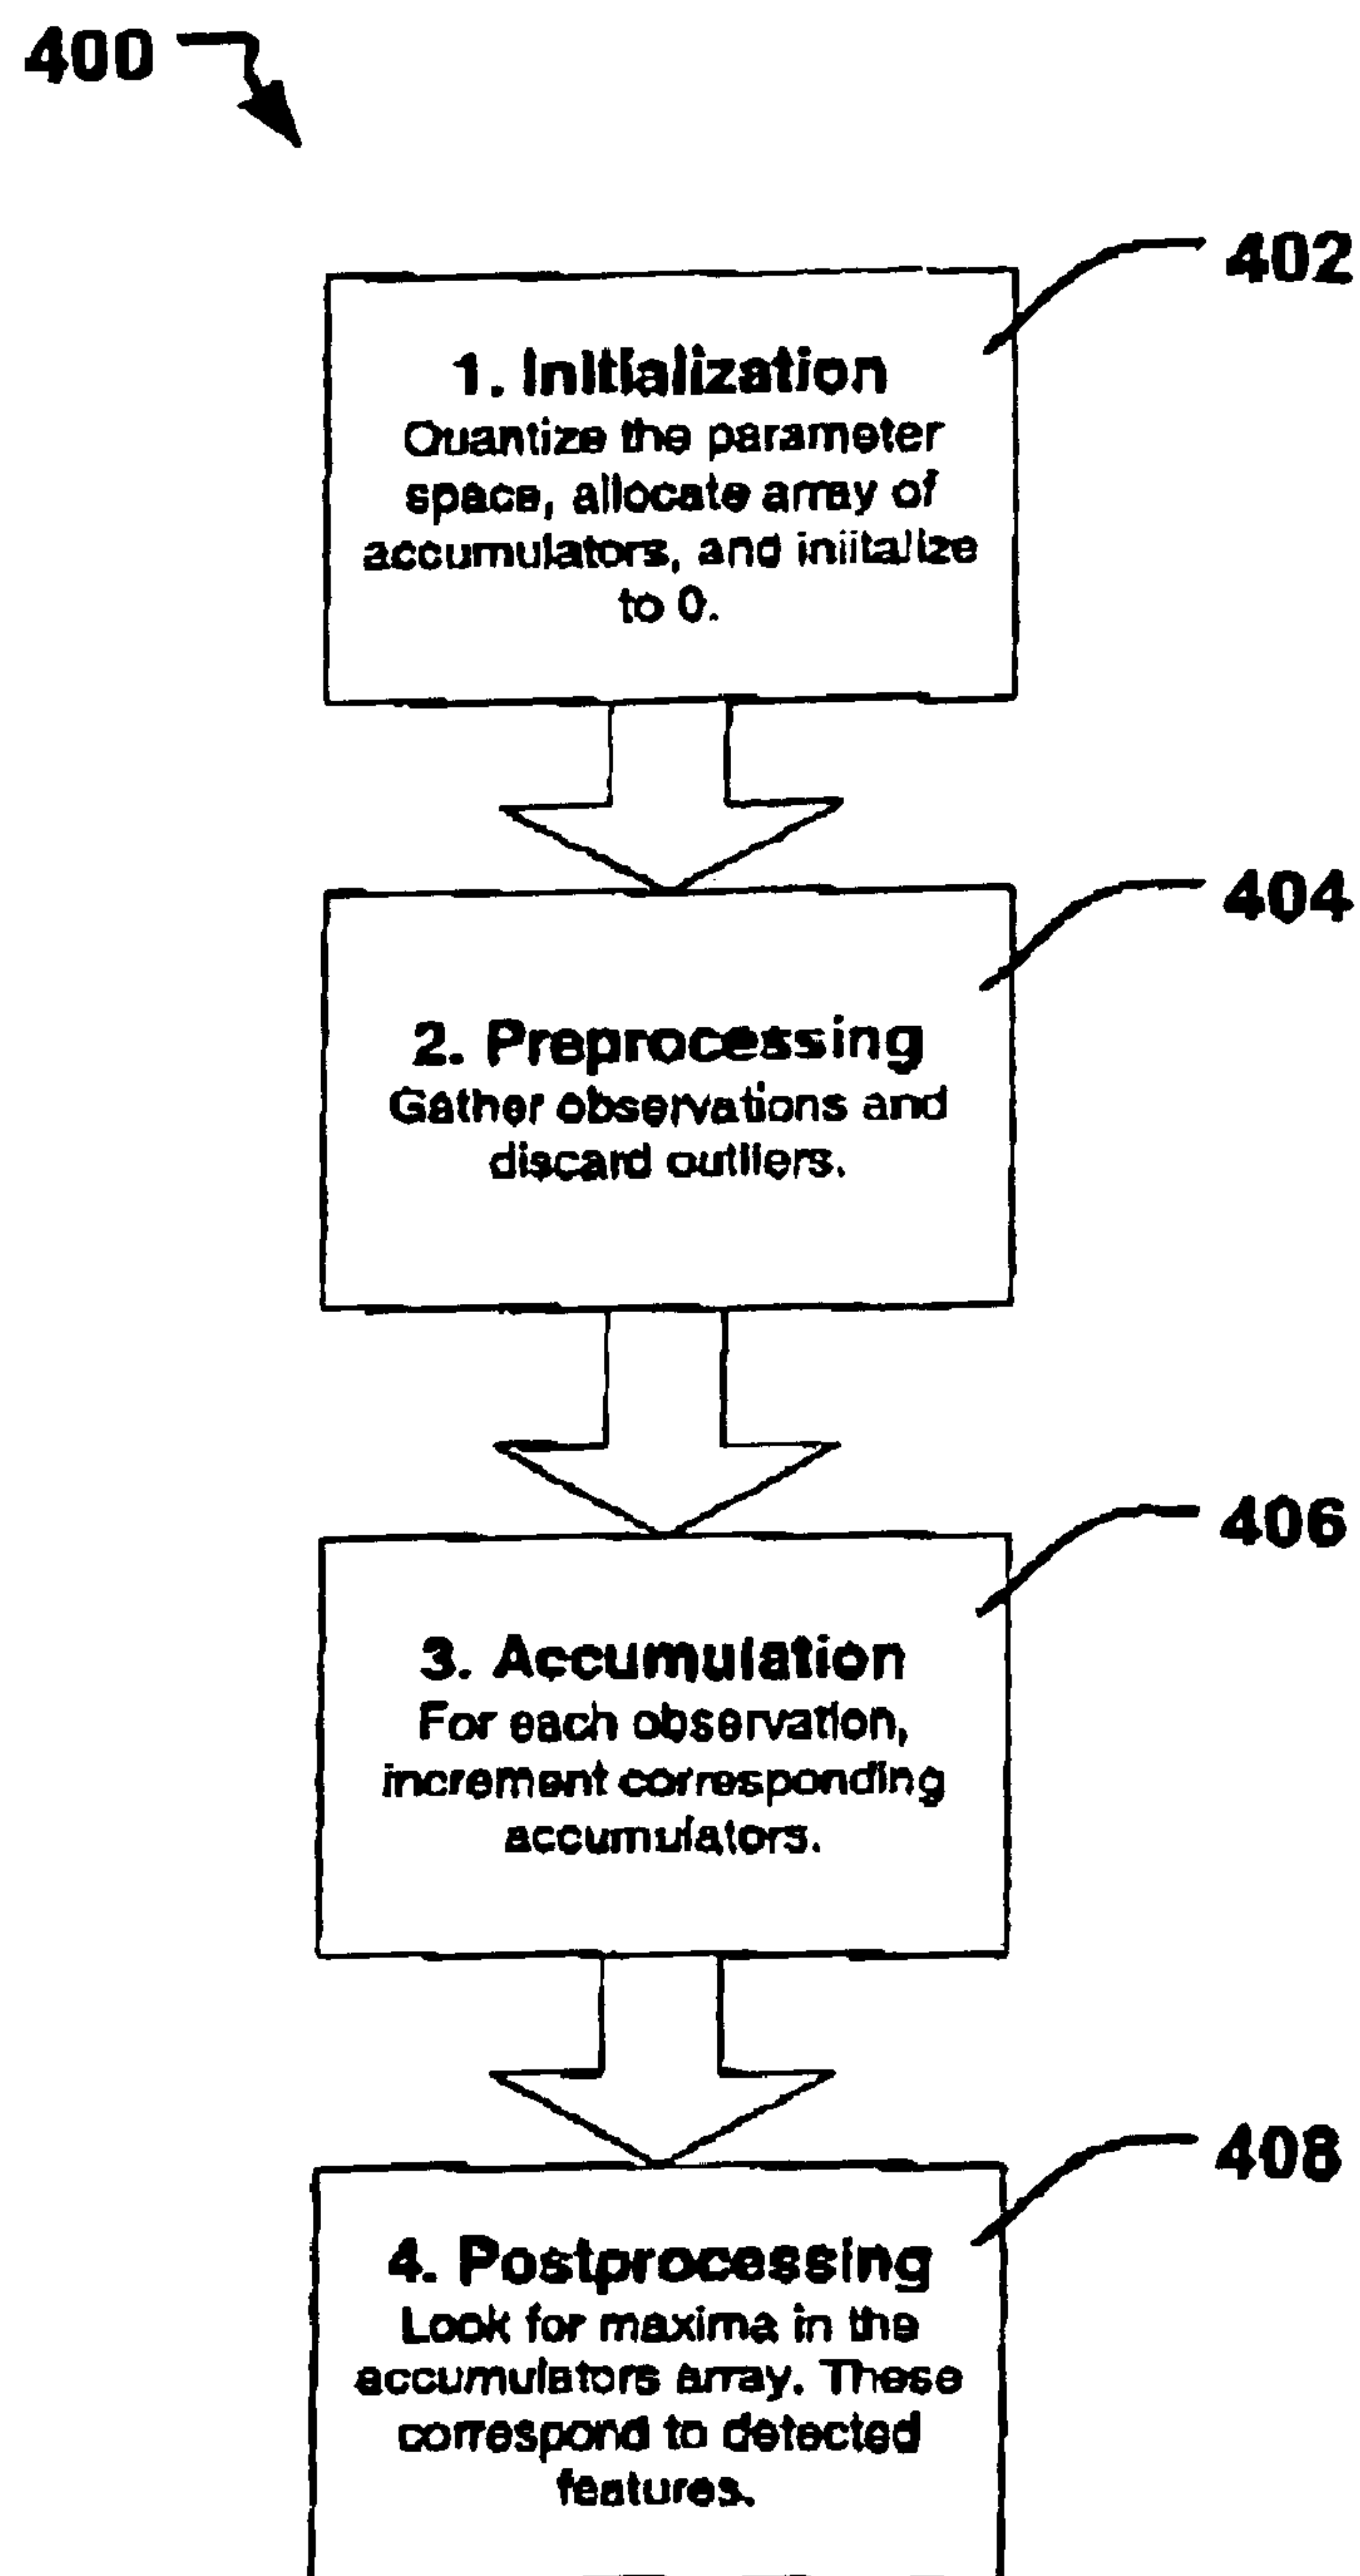 400
402
1. Initialization
Quantize the parameter
space, allocate array of
accumulators, and iniitalize
to 0.
404
2. Preprocessing
Gather observations and
discard outliers.
406
3. Accumulation
For each observation,
increment corresponding
accumulators.
408
4. Postprocessing
Look for maxima in the
accumulators array. These
correspond to detected
features.